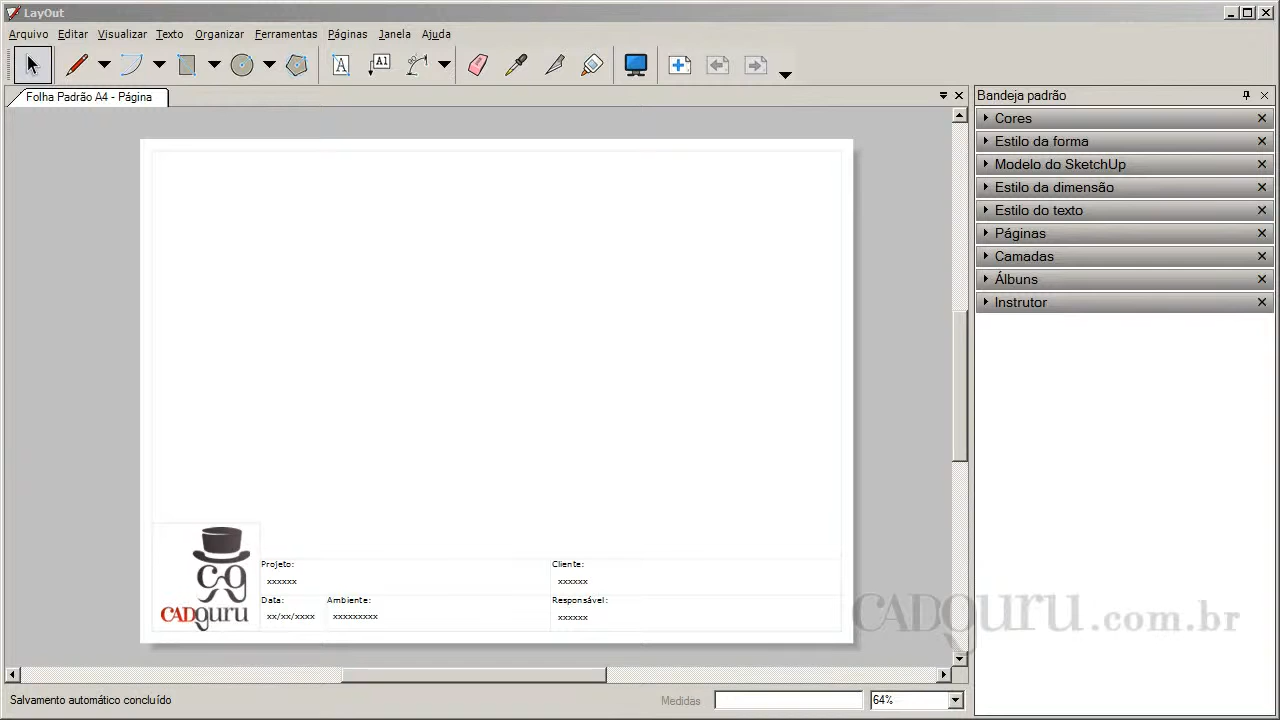 LayOut
Arquivo Editar Visualizar Texto Organizar Ferramentas Páginas Janela Ajuda
A A1
Folha Padrão A4 - Página
Bandeja padrão
Cores
Estilo da forma
Modelo do SketchUp
Estilo da dimensão
Estilo do texto
Páginas
Camadas
Álbuns
Instrutor
cg
CADguru
Projeto:
xxxxxx
Cliente:
xxxxxx
Data:
xx/xx/xxxx
Ambiente:
xxxxxxxxx
Responsável:
xxxxxx
CADguru.com.br
Salvamento automático concluído
Medidas
64%